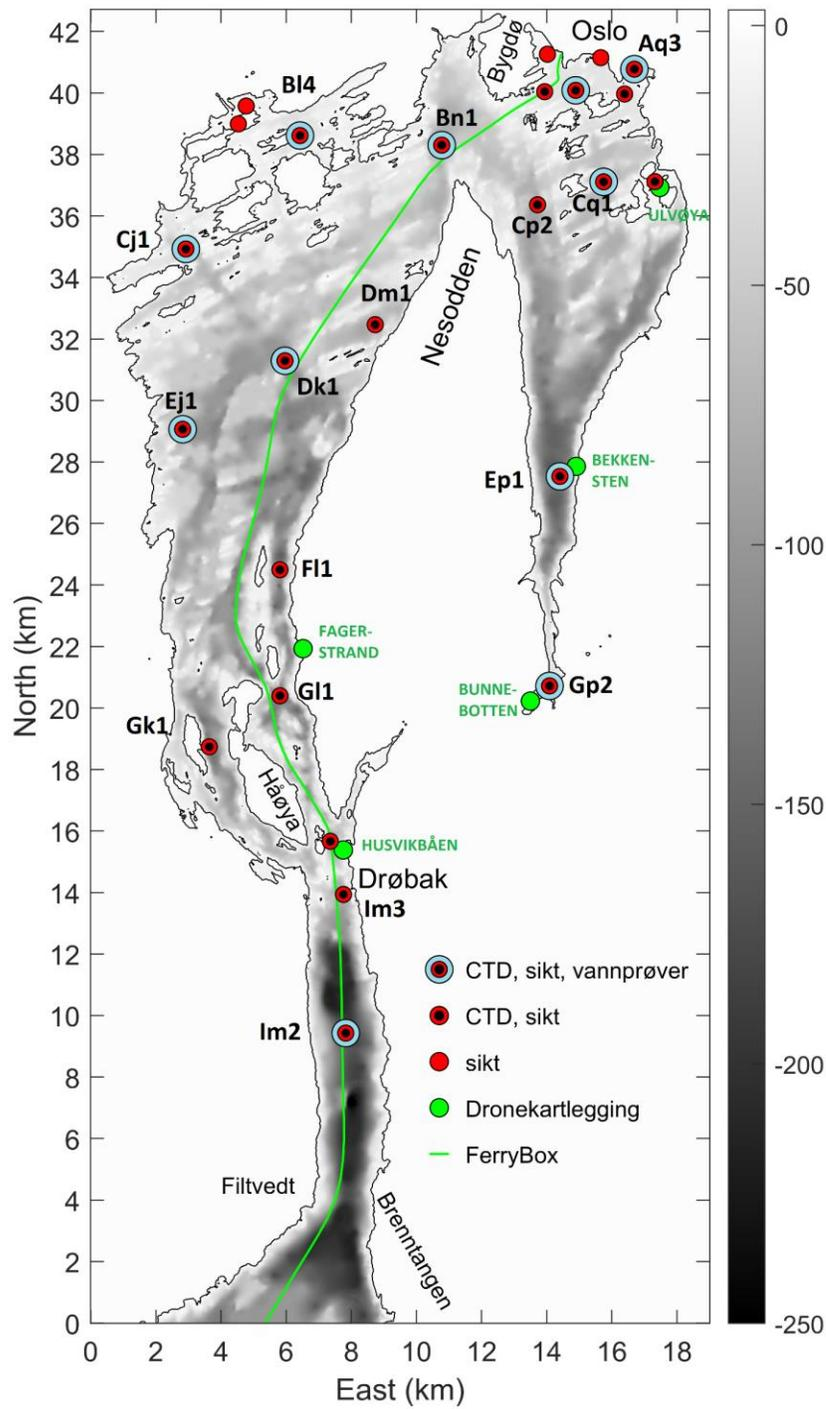 42
40
38
36
34
32
30
28
26
24
22
20
18
16
14
12
10
8
6
4
2
0
North (km)
0
2
4
6
8
10
12
14
16
18
East (km)
0
-50
-100
-150
-200
-250
Bygdø
Oslo
Aq3
Bl4
Bn1
Cq1
Cp2
ULVØYA
Cj1
Nesodden
Dm1
Dk1
Ej1
Ep1
BEKKEN-
STEN
Fl1
FAGER-
STRAND
Gl1
Gp2
BUNNE-
BOTTEN
Gk1
Håøya
HUSVIKBÅEN
Drøbak
Im3
Im2
CTD, sikt, vannprøver
CTD, sikt
sikt
Dronekartlegging
FerryBox
Filtvedt
Brenntangen